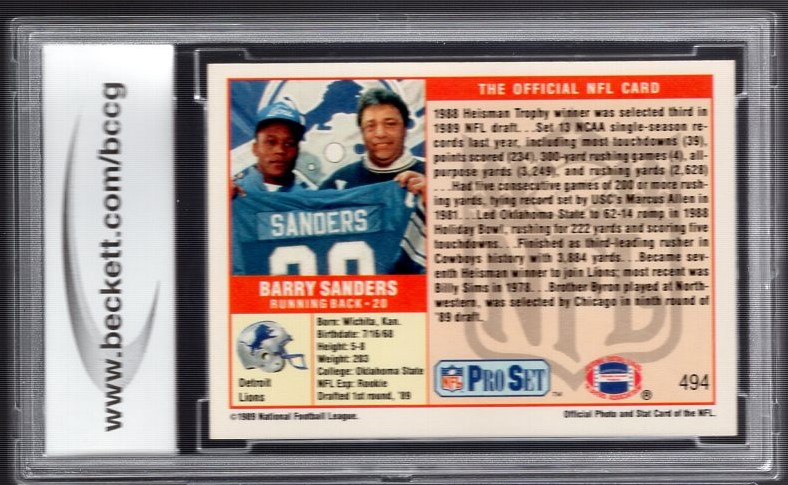 www.beckett.com/bccg
SANDERS
20
BARRY SANDERS
RUNNING BACK - 20
Detroit
Lions
Born: Wichita, Kan.
Birthdate: 7/16/68
Height: 5-8
Weight: 203
College: Oklahoma State
NFL Exp: Rookie
Drafted 1st round, '89
THE OFFICIAL NFL CARD
1988 Heisman Trophy winner was selected third in
1989 NFL draft. . .Set 13 NCAA single-season re-
cords last year, including most touchdowns (39),
points scored (234), 300-yard rushing games (4), all-
purpose yards (3,249), and rushing yards (2,628)
. . .Had five consecutive games of 200 or more rush-
ing yards, tying record set by USC's Marcus Allen in
1981. . .Led Oklahoma State to 62-14 romp in 1988
Holiday Bowl, rushing for 222 yards and scoring five
touchdowns. . .Finished as third-leading rusher in
Cowboys history with 3,884 yards. . .Became sev-
enth Heisman winner to join Lions; most recent was
Billy Sims in 1978. . .Brother Byron played at North-
western, was selected by Chicago in ninth round of
'89 draft.
NFL
NFL PRO SET ™
® 494
©1989 National Football League.
Official Photo and Stat Card of the NFL.